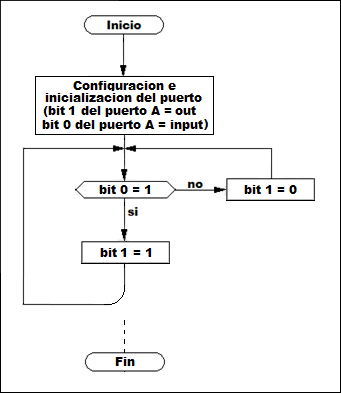 Inicio
Configuracion e
inicializacion del puerto
(bit 1 del puerto A = out
bit 0 del puerto A = input)
bit 0 = 1
no
bit 1 = 0
si
bit 1 = 1
Fin